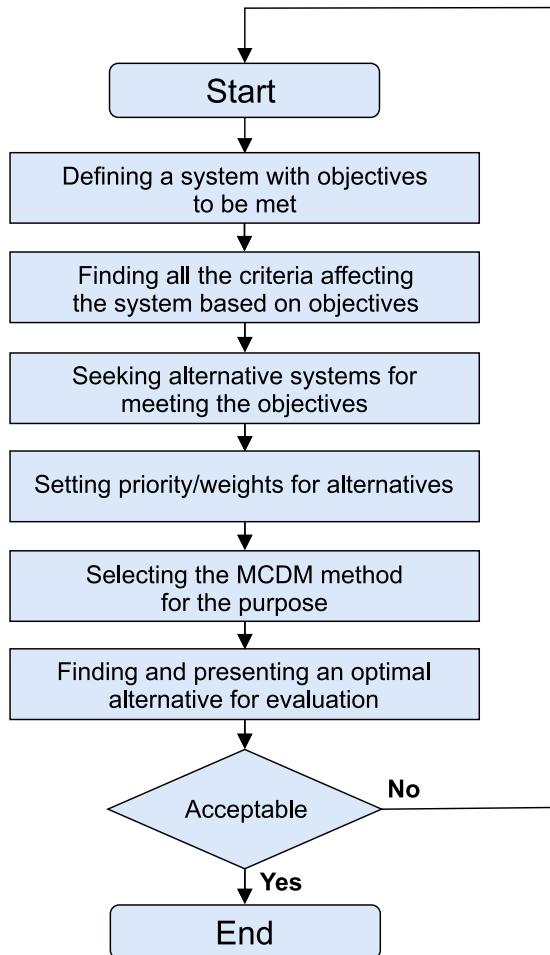 Start
Defining a system with objectives
to be met
Finding all the criteria affecting
the system based on objectives
Seeking alternative systems for
meeting the objectives
Setting priority/weights for alternatives
Selecting the MCDM method
for the purpose
Finding and presenting an optimal
alternative for evaluation
Acceptable
No
Yes
End